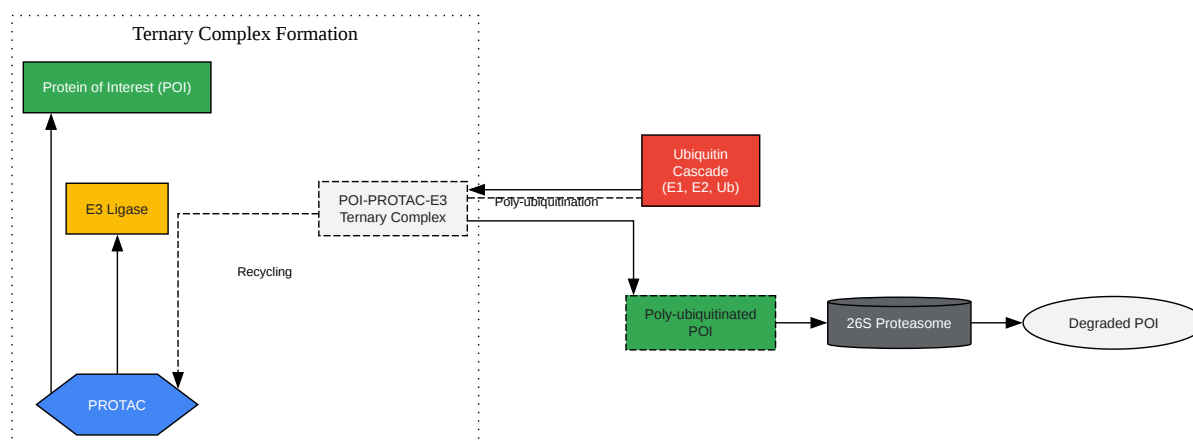 Ternary Complex Formation
Protein of Interest (POI)
E3 Ligase
PROTAC
Recycling
POI-PROTAC-E3
Ternary Complex
Ubiquitin
Cascade
(E1, E2, Ub)
Poly-ubiquitination
Poly-ubiquitinated
POI
26S Proteasome
Degraded POI